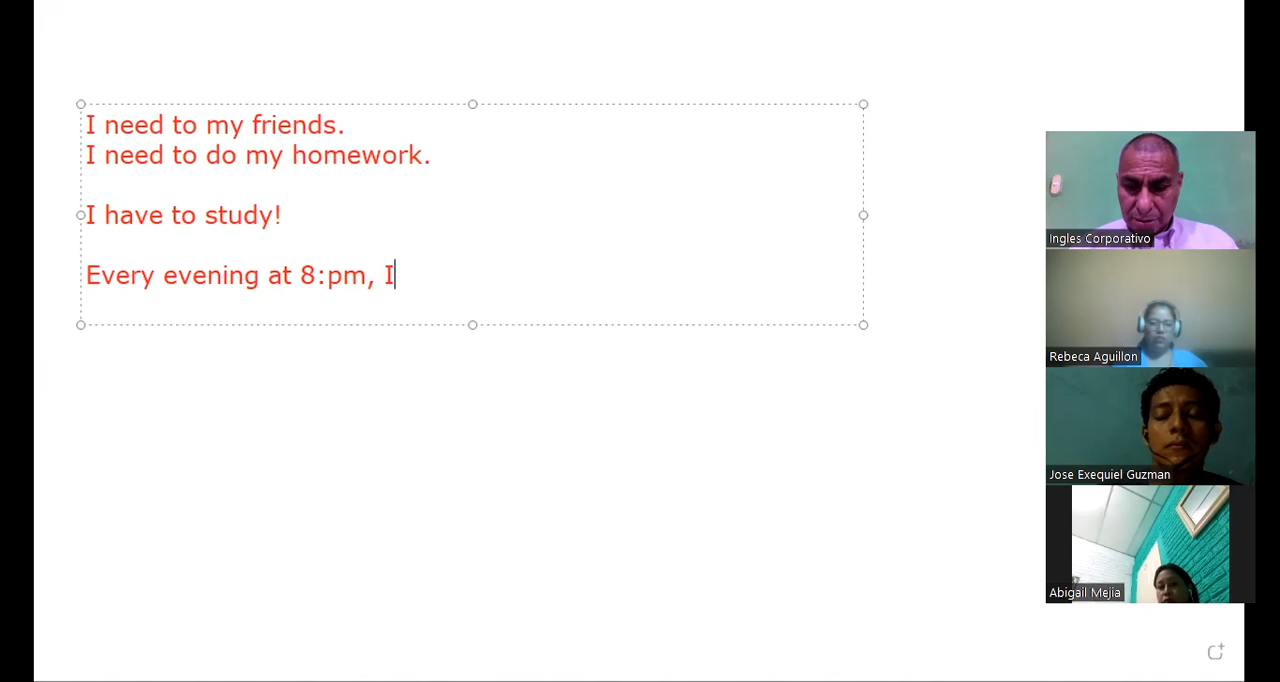 I need to my friends.
I need to do my homework.
I have to study!
Every evening at 8:pm, I
Ingles Corporativo
Rebeca Aguillon
Jose Exequiel Guzman
Abigail Mejia